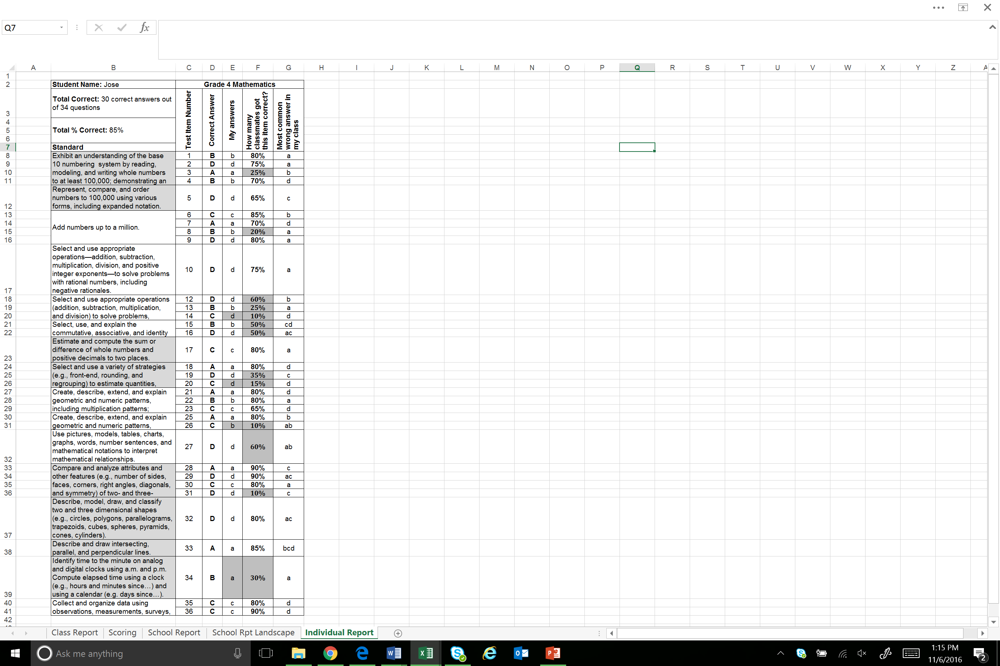 Q7
fx
A B C D E F G H I J K L M N O P Q R S T U V W X Y Z A
1
2 Student Name: Jose Grade 4 Mathematics
3 Total Correct: 30 correct answers out
of 34 questions
4
5 Total % Correct: 85%
6
7 Standard
Test Item Number
Correct Answer
My answers
How many
classmates got
this item correct?
Most common
wrong answer in
my class
8 Exhibit an understanding of the base 1 B b 80% a
9 10 numbering system by reading, 2 D d 75% a
10 modeling, and writing whole numbers 3 A a 25% b
11 to at least 100,000; demonstrating an 4 B b 70% d
Represent, compare, and order
numbers to 100,000 using various 5 D d 65% c
12 forms, including expanded notation.
13 6 C c 85% b
14 7 A a 70% d
Add numbers up to a million.
15 8 B b 20% a
16 9 D d 80% a
Select and use appropriate
operations—addition, subtraction,
multiplication, division, and positive
integer exponents—to solve problems 10 D d 75% a
with rational numbers, including
17 negative rationales.
18 Select and use appropriate operations 12 D d 60% b
19 (addition, subtraction, multiplication, 13 B b 25% a
20 and division) to solve problems, 14 C d 10% d
21 Select, use, and explain the 15 B b 50% cd
22 commutative, associative, and identity 16 D d 50% ac
Estimate and compute the sum or
difference of whole numbers and 17 C c 80% a
23 positive decimals to two places.
24 Select and use a variety of strategies 18 A a 80% d
25 (e.g., front-end, rounding, and 19 D d 35% c
26 regrouping) to estimate quantities, 20 C d 15% d
27 Create, describe, extend, and explain 21 A a 80% d
28 geometric and numeric patterns, 22 B b 80% a
29 including multiplication patterns; 23 C c 65% d
30 Create, describe, extend, and explain 25 A a 80% b
31 geometric and numeric patterns, 26 C b 10% ab
Use pictures, models, tables, charts,
graphs, words, number sentences, and
mathematical notations to interpret 27 D d 60% ab
32 mathematical relationships.
33 Compare and analyze attributes and 28 A a 90% c
34 other features (e.g., number of sides, 29 D d 90% ac
35 faces, corners, right angles, diagonals, 30 C c 80% a
36 and symmetry) of two- and three- 31 D d 10% c
Describe, model, draw, and classify
two and three dimensional shapes
(e.g., circles, polygons, parallelograms, 32 D d 80% ac
trapezoids, cubes, spheres, pyramids,
37 cones, cylinders).
Describe and draw intersecting, 33 A a 85% bcd
38 parallel, and perpendicular lines.
Identify time to the minute on analog
and digital clocks using a.m. and p.m.
Compute elapsed time using a clock 34 B a 30% a
(e.g., hours and minutes since...) and
39 using a calendar (e.g. days since...).
40 Collect and organize data using 35 C c 80% d
41 observations, measurements, surveys, 36 C c 90% d
42
Class Report Scoring School Report School Rpt Landscape Individual Report
Ask me anything
1:15 PM
11/6/2016
2